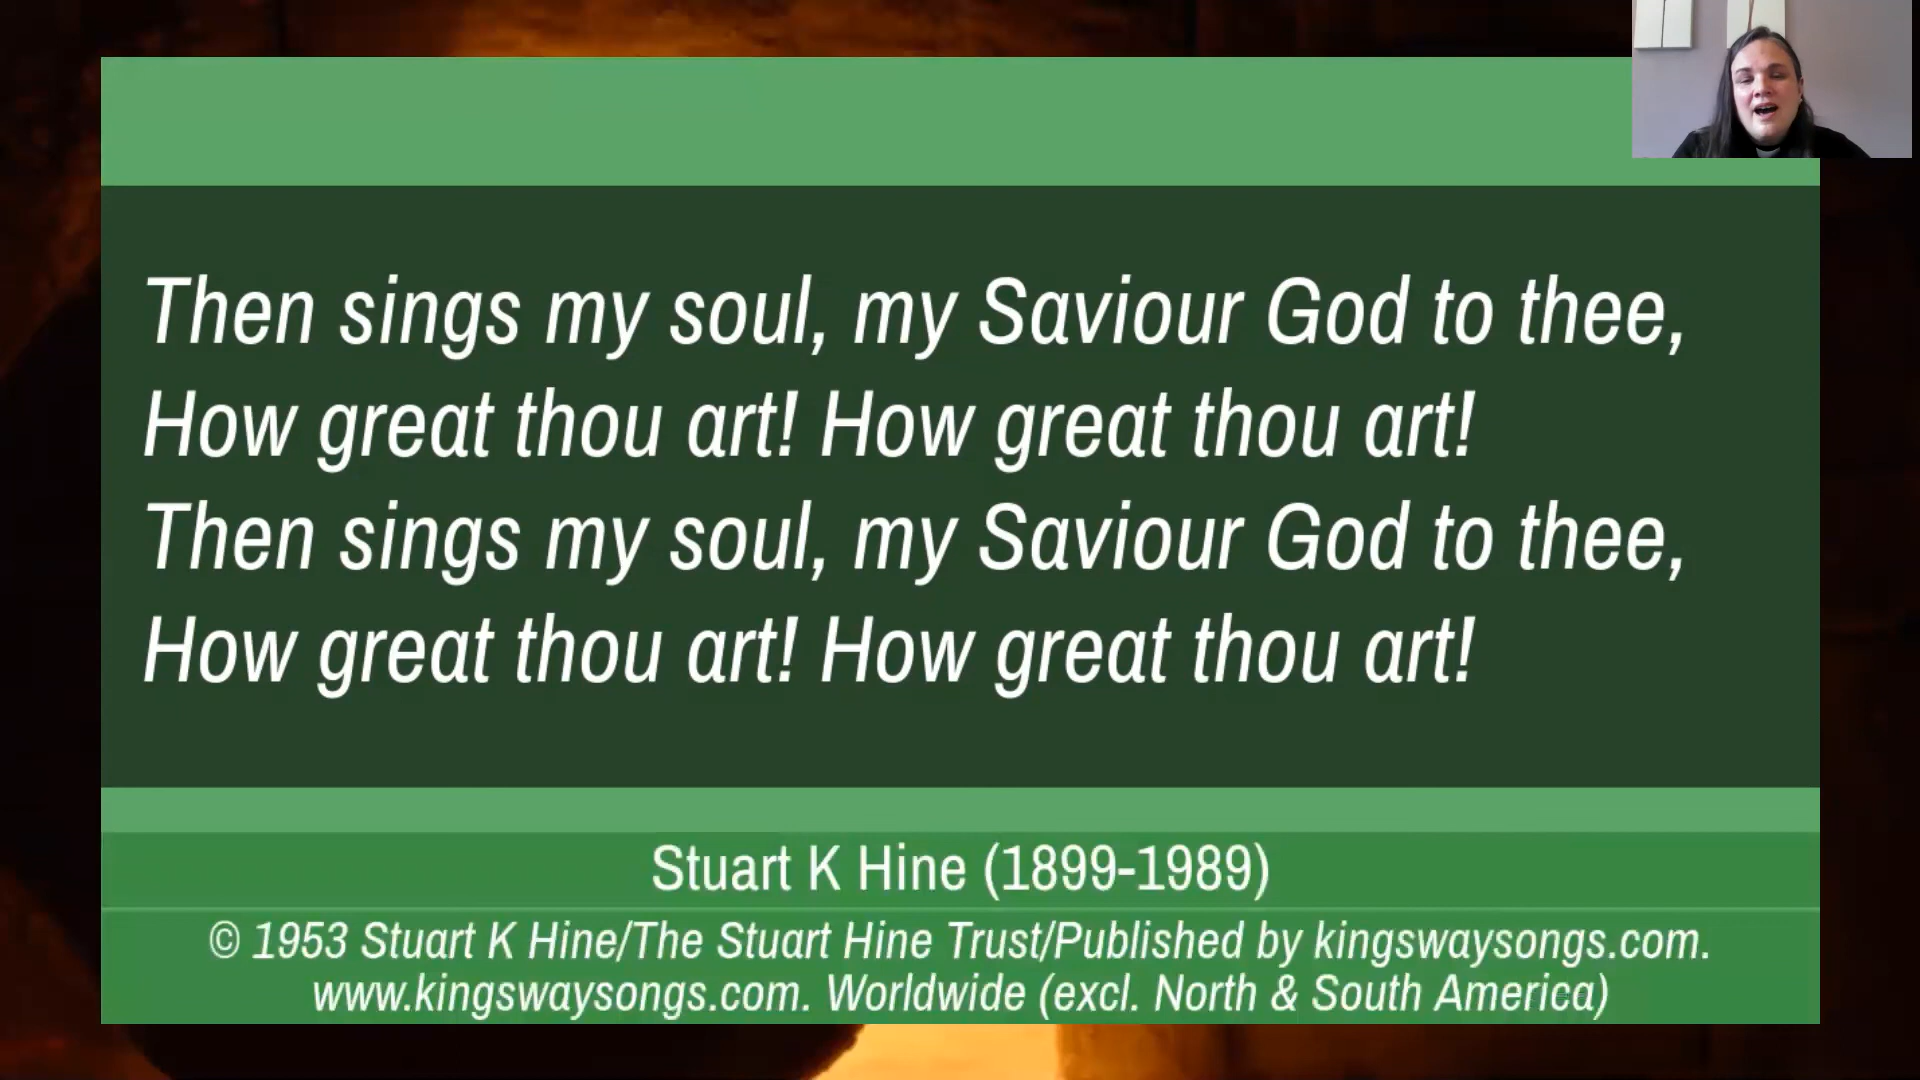 Then sings my soul, my Saviour God to thee,
How great thou art! How great thou art!
Then sings my soul, my Saviour God to thee,
How great thou art! How great thou art!
Stuart K Hine (1899-1989)
© 1953 Stuart K Hine/The Stuart Hine Trust/Published by kingswaysongs.com.
www.kingswaysongs.com. Worldwide (excl. North & South America)